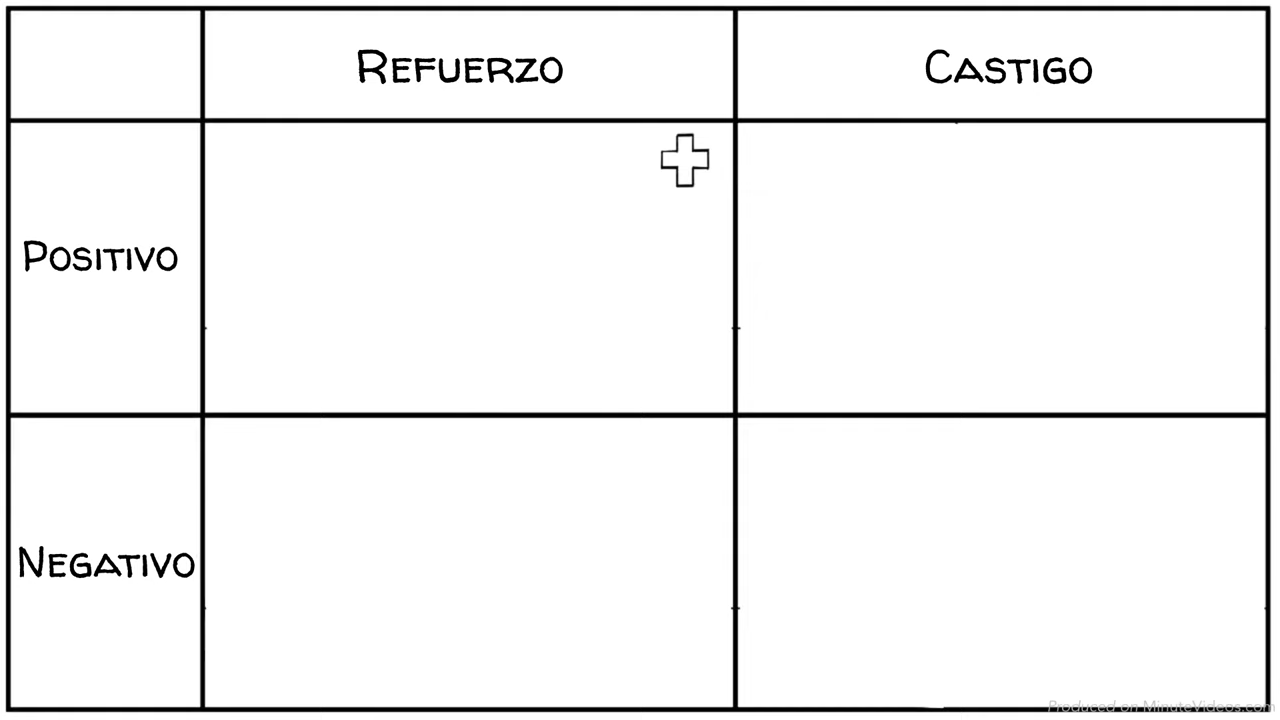 Refuerzo
Castigo
Positivo
Negativo
Produced on MinuteVideos.com